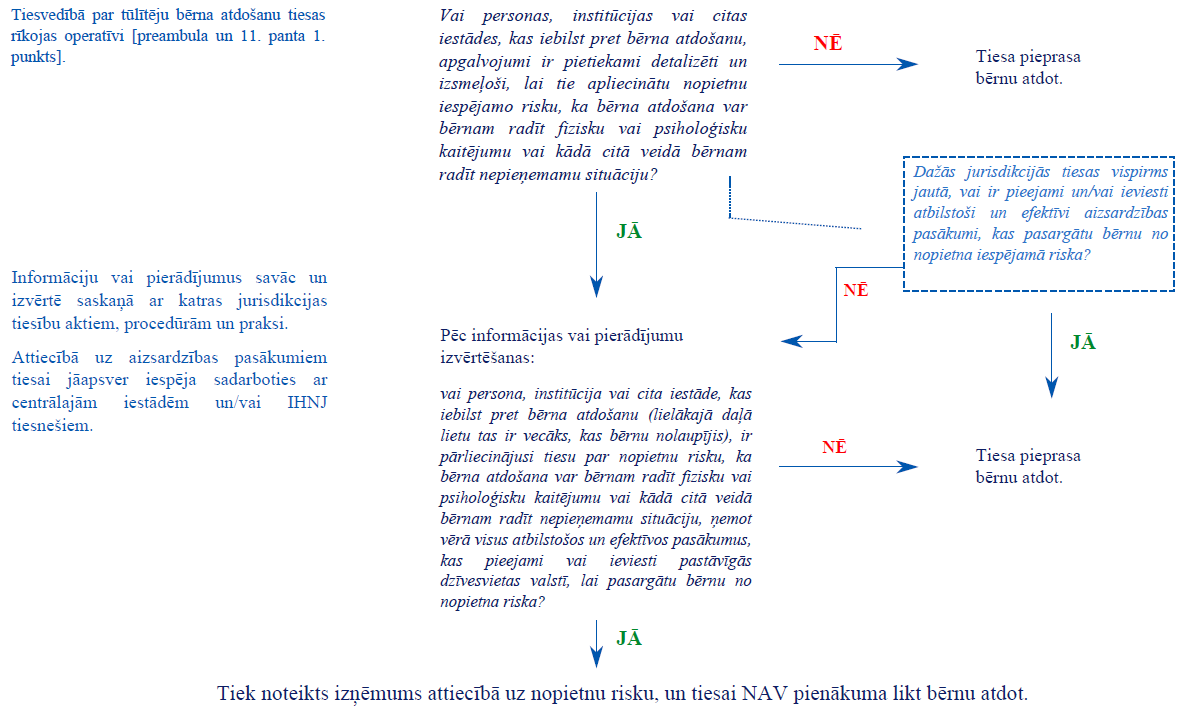 Tiesvedībā par tūlītēju bērna atdošanu tiesas
rīkojas operatīvi [preambula un 11. panta 1.
punkts].
Vai personas, institūcijas vai citas
iestādes, kas iebilst pret bērna atdošanu,
apgalvojumi ir pietiekami detalizēti un
izsmeļoši, lai tie apliecinātu nopietnu
iespējamo risku, ka bērna atdošana var
bērnam radīt fizisku vai psiholoģisku
kaitējumu vai kādā citā veidā bērnam
radīt nepieņemamu situāciju?
NĒ
Tiesa pieprasa
bērnu atdot.
JĀ
Dažās jurisdikcijās tiesas vispirms
jautā, vai ir pieejami un/vai ieviesti
atbilstoši un efektīvi aizsardzības
pasākumi, kas pasargātu bērnu no
nopietna iespējamā riska?
NĒ
JĀ
Informāciju vai pierādījumus savāc un
izvērtē saskaņā ar katras jurisdikcijas
tiesību aktiem, procedūrām un praksi.
Attiecībā uz aizsardzības pasākumiem
tiesai jāapsver iespēja sadarboties ar
centrālajām iestādēm un/vai IHNJ
tiesnešiem.
Pēc informācijas vai pierādījumu
izvērtēšanas:
vai persona, institūcija vai cita iestāde, kas
iebilst pret bērna atdošanu (lielākajā daļā
lietu tas ir vecāks, kas bērnu nolaupījis), ir
pārliecinājusi tiesu par nopietnu risku, ka
bērna atdošana var bērnam radīt fizisku vai
psiholoģisku kaitējumu vai kādā citā veidā
bērnam radīt nepieņemamu situāciju, ņemot
vērā visus atbilstošos un efektīvos pasākumus,
kas pieejami vai ieviesti pastāvīgās
dzīvesvietas valstī, lai pasargātu bērnu no
nopietna riska?
NĒ
Tiesa pieprasa
bērnu atdot.
JĀ
Tiek noteikts izņēmums attiecībā uz nopietnu risku, un tiesai NAV pienākuma likt bērnu atdot.